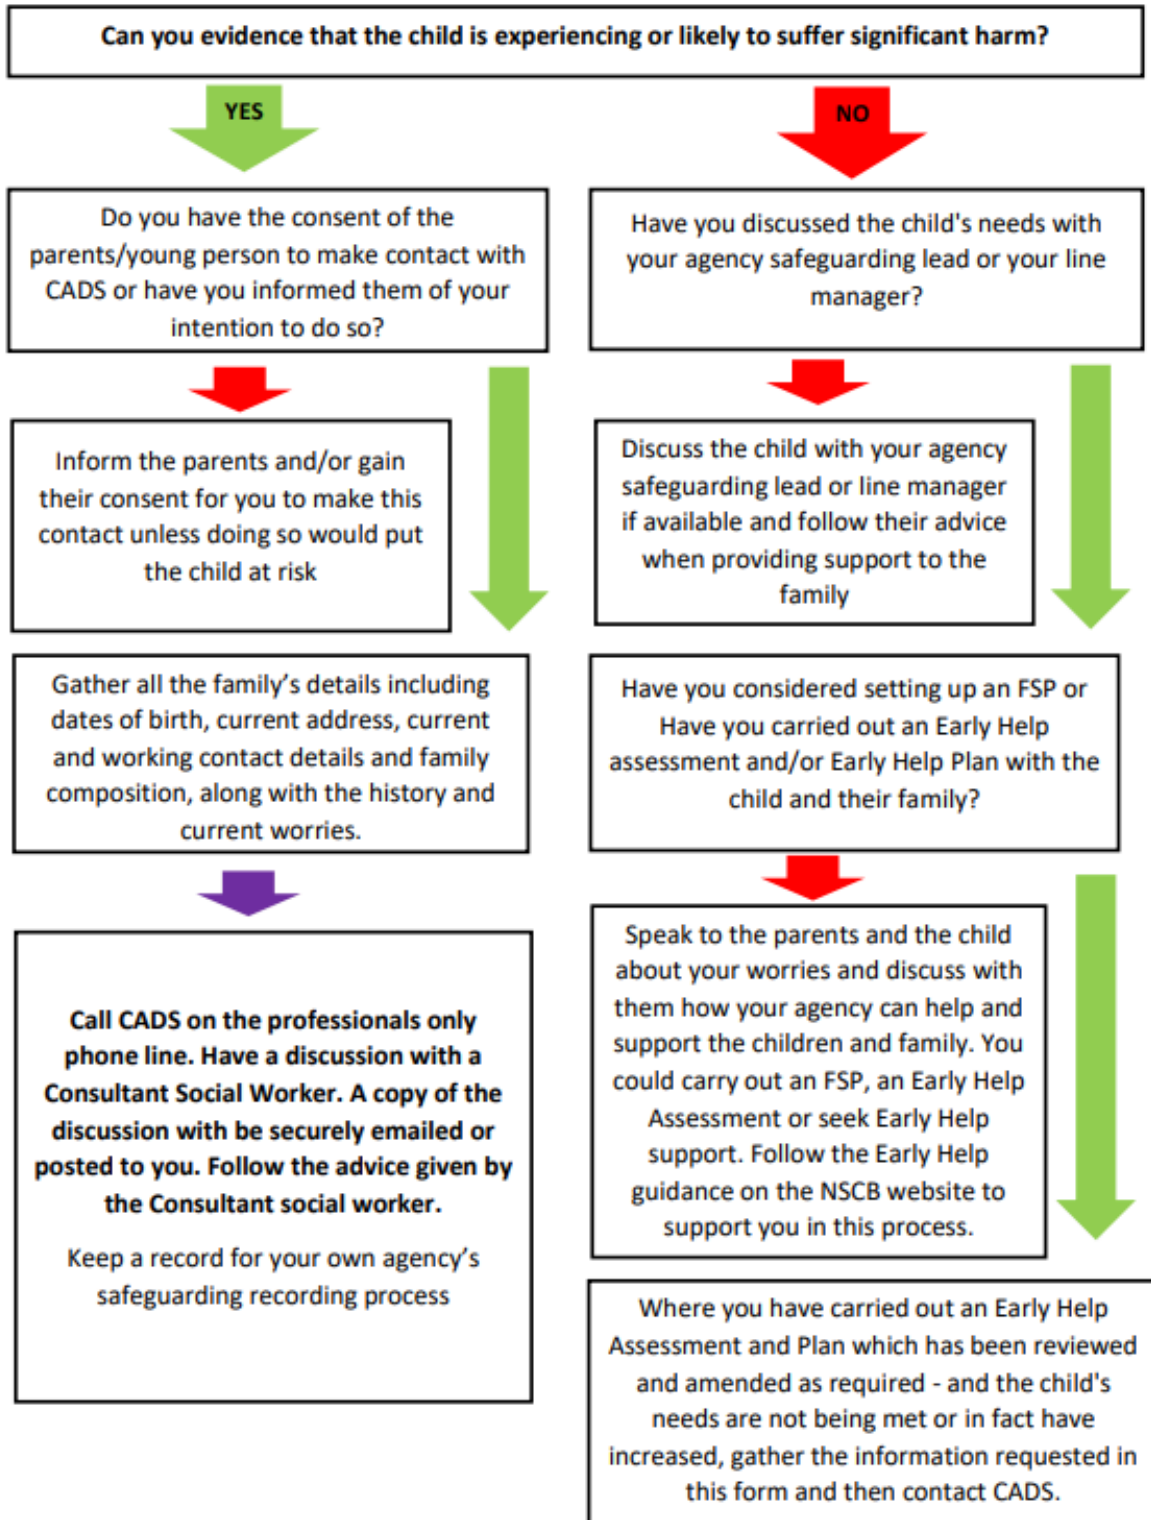 Can you evidence that the child is experiencing or likely to suffer significant harm?
YES
NO
Do you have the consent of the
parents/young person to make contact with
CADS or have you informed them of your
intention to do so?
Have you discussed the child's needs with
your agency safeguarding lead or your line
manager?
Inform the parents and/or gain
their consent for you to make this
contact unless doing so would put
the child at risk
Discuss the child with your agency
safeguarding lead or line manager
if available and follow their advice
when providing support to the
family
Gather all the family’s details including
dates of birth, current address, current
and working contact details and family
composition, along with the history and
current worries.
Have you considered setting up an FSP or
Have you carried out an Early Help
assessment and/or Early Help Plan with the
child and their family?
Call CADS on the professionals only
phone line. Have a discussion with a
Consultant Social Worker. A copy of the
discussion with be securely emailed or
posted to you. Follow the advice given by
the Consultant social worker.
Keep a record for your own agency’s
safeguarding recording process
Speak to the parents and the child
about your worries and discuss with
them how your agency can help and
support the children and family. You
could carry out an FSP, an Early Help
Assessment or seek Early Help
support. Follow the Early Help
guidance on the NSCB website to
support you in this process.
Where you have carried out an Early Help
Assessment and Plan which has been reviewed
and amended as required - and the child's
needs are not being met or in fact have
increased, gather the information requested in
this form and then contact CADS.